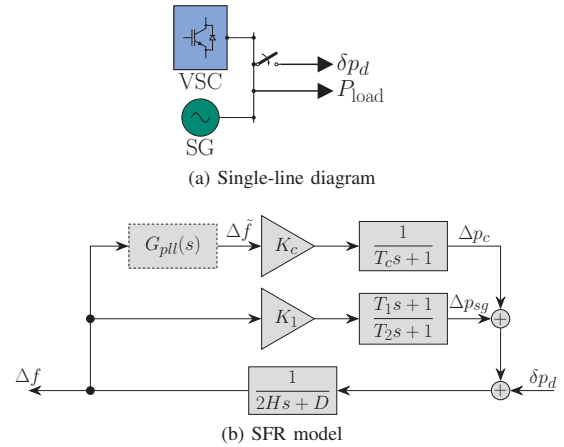 VSC
δp_d
P_load
SG
(a) Single-line diagram
G_pll(s)
Δf̃
K_c
1
T_c s + 1
Δp_c
K_1
T_1 s + 1
T_2 s + 1
Δp_sg
+
Δf
1
2Hs + D
+
δp_d
(b) SFR model